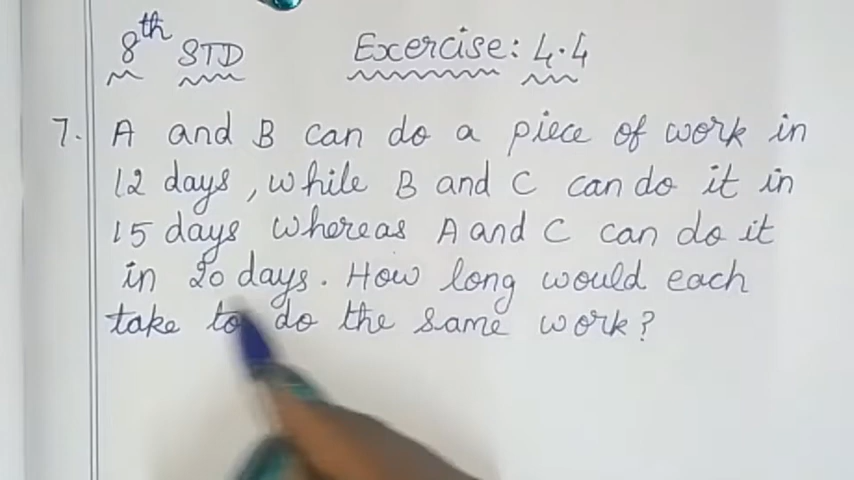 8th STD Exercise: 4.4
7. A and B can do a piece of work in
12 days, while B and C can do it in
15 days whereas A and C can do it
in 20 days. How long would each
take to do the same work?